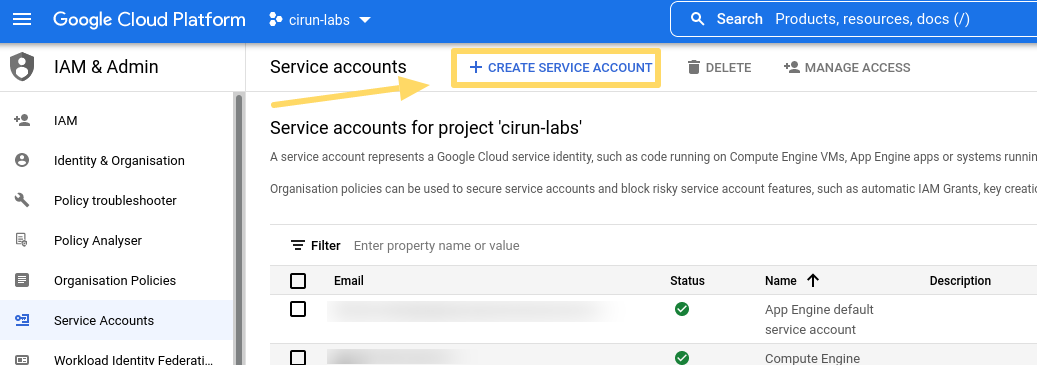 Google Cloud Platform
cirun-labs
Search Products, resources, docs (/)
IAM & Admin
Service accounts
CREATE SERVICE ACCOUNT
DELETE
MANAGE ACCESS
IAM
Identity & Organisation
Policy troubleshooter
Policy Analyser
Organisation Policies
Service Accounts
Workload Identity Federati...
Service accounts for project 'cirun-labs'
A service account represents a Google Cloud service identity, such as code running on Compute Engine VMs, App Engine apps or systems runnin
Organisation policies can be used to secure service accounts and block risky service account features, such as automatic IAM Grants, key creatio
Filter Enter property name or value
Email Status Name Description
App Engine default
service account
Compute Engine